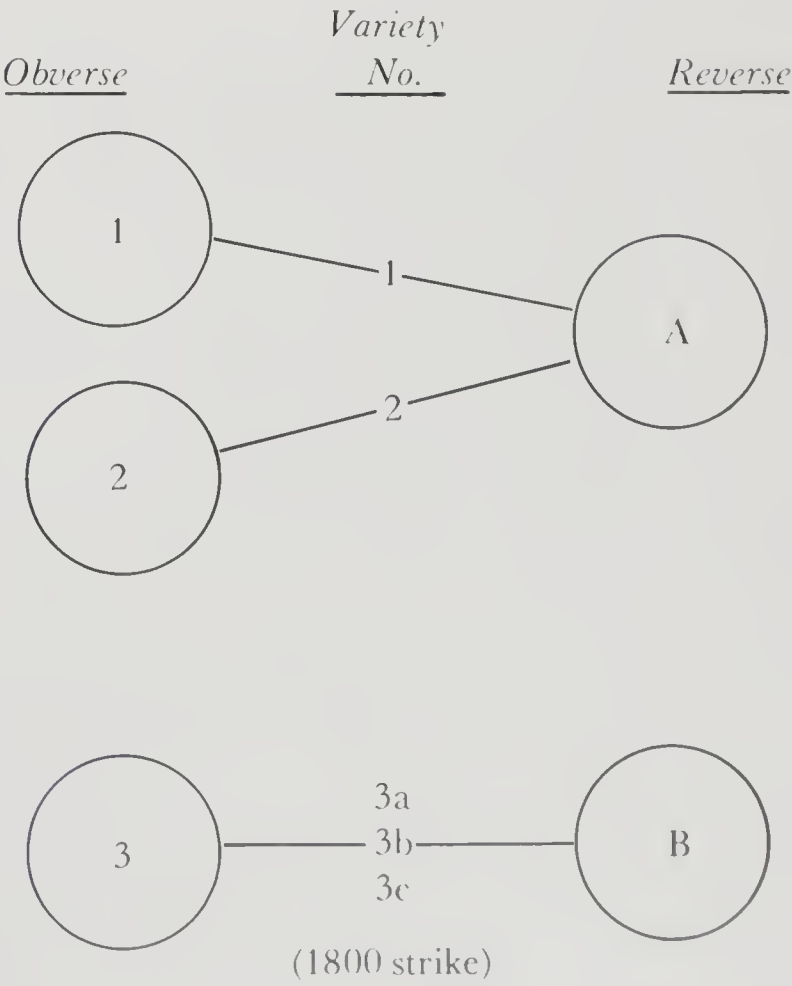 Variety
Obverse No. Reverse
1
1
A
2
2
3a
3 3b B
3c
(1800 strike)